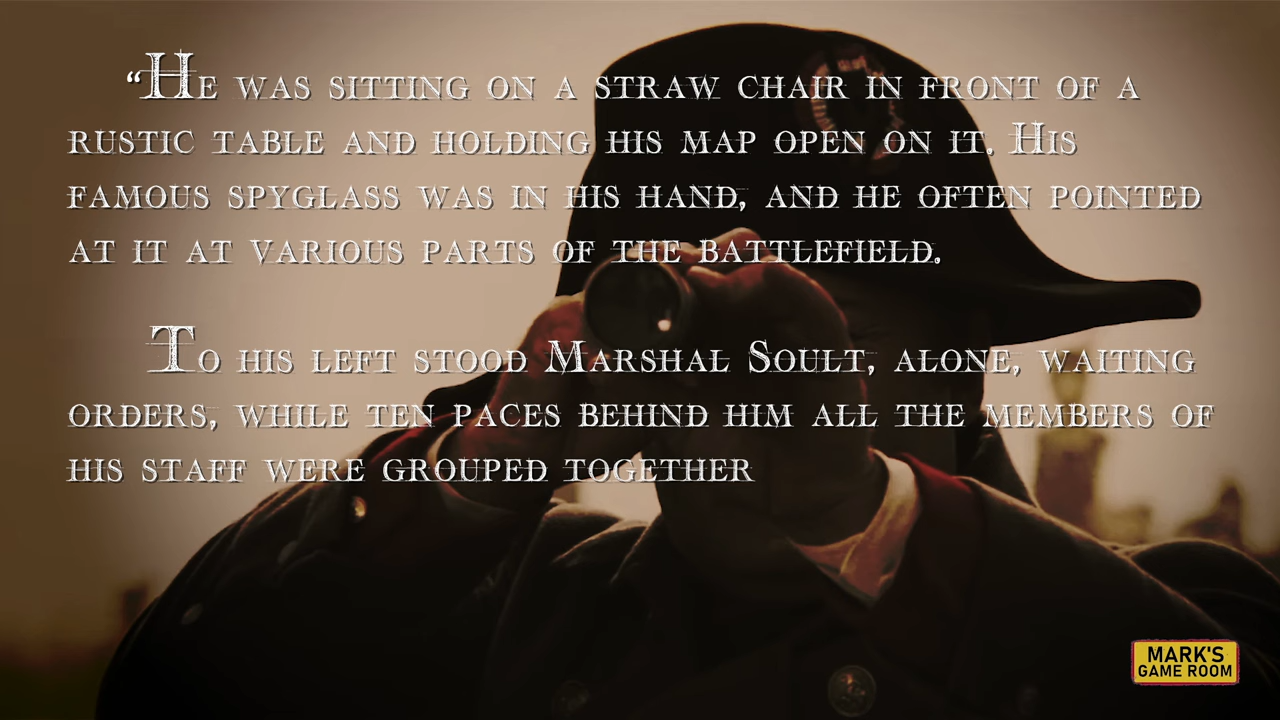 “He was sitting on a straw chair in front of a
rustic table and holding his map open on it. His
famous spyglass was in his hand, and he often pointed
at it at various parts of the battlefield.
To his left stood Marshal Soult, alone, waiting
orders, while ten paces behind him all the members of
his staff were grouped together
MARK'S
GAME ROOM